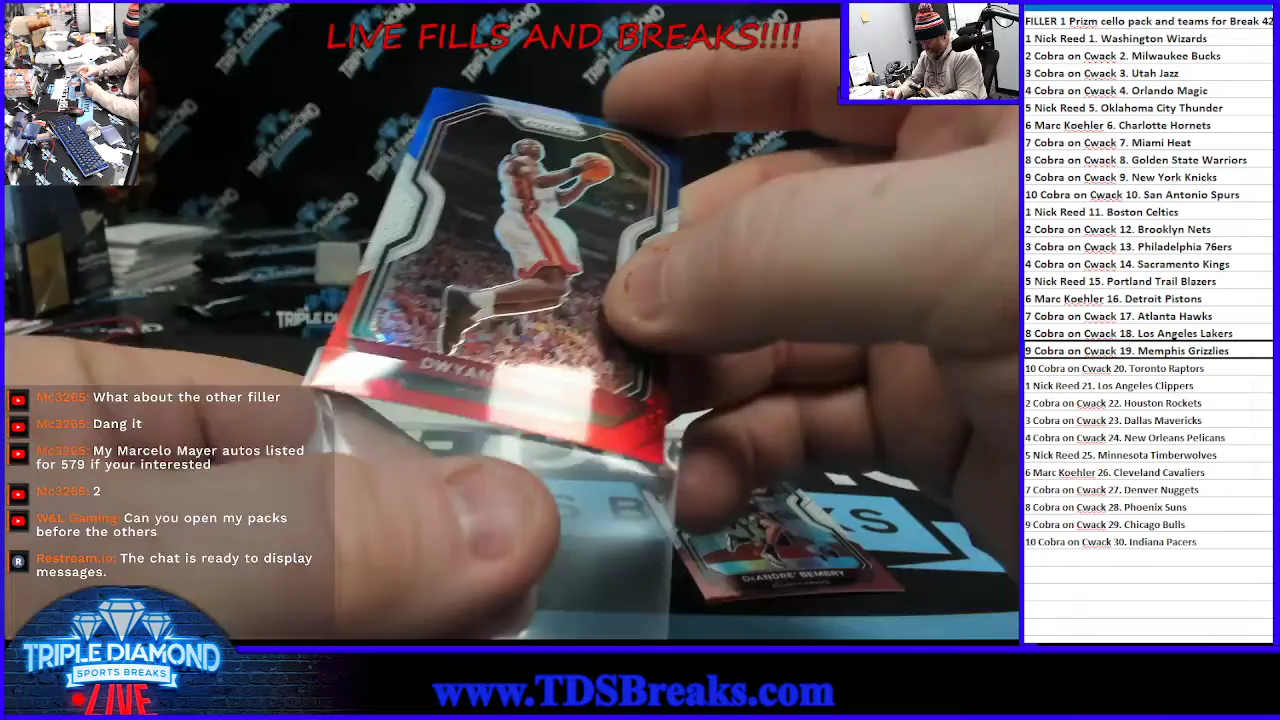 LIVE FILLS AND BREAKS!!!!
FILLER 1 Prizm cello pack and teams for Break 42
1 Nick Reed 1. Washington Wizards
2 Cobra on Cwack 2. Milwaukee Bucks
3 Cobra on Cwack 3. Utah Jazz
4 Cobra on Cwack 4. Orlando Magic
5 Nick Reed 5. Oklahoma City Thunder
6 Marc Koehler 6. Charlotte Hornets
7 Cobra on Cwack 7. Miami Heat
8 Cobra on Cwack 8. Golden State Warriors
9 Cobra on Cwack 9. New York Knicks
10 Cobra on Cwack 10. San Antonio Spurs
1 Nick Reed 11. Boston Celtics
2 Cobra on Cwack 12. Brooklyn Nets
3 Cobra on Cwack 13. Philadelphia 76ers
4 Cobra on Cwack 14. Sacramento Kings
5 Nick Reed 15. Portland Trail Blazers
6 Marc Koehler 16. Detroit Pistons
7 Cobra on Cwack 17. Atlanta Hawks
8 Cobra on Cwack 18. Los Angeles Lakers
9 Cobra on Cwack 19. Memphis Grizzlies
10 Cobra on Cwack 20. Toronto Raptors
1 Nick Reed 21. Los Angeles Clippers
2 Cobra on Cwack 22. Houston Rockets
3 Cobra on Cwack 23. Dallas Mavericks
4 Cobra on Cwack 24. New Orleans Pelicans
5 Nick Reed 25. Minnesota Timberwolves
6 Marc Koehler 26. Cleveland Cavaliers
7 Cobra on Cwack 27. Denver Nuggets
8 Cobra on Cwack 28. Phoenix Suns
9 Cobra on Cwack 29. Chicago Bulls
10 Cobra on Cwack 30. Indiana Pacers
DWYA
DeANDRE' BEMBRY
KS
Mc3265: What about the other filler
Mc3265: Dang it
Mc3265: My Marcelo Mayer autos listed
for 579 if your interested
Mc3265: 2
W&L Gaming: Can you open my packs
before the others
Restream.io: The chat is ready to display
messages.
TRIPLE DIAMOND
SPORTS BREAKS
LIVE
www.TDSBreaks.com